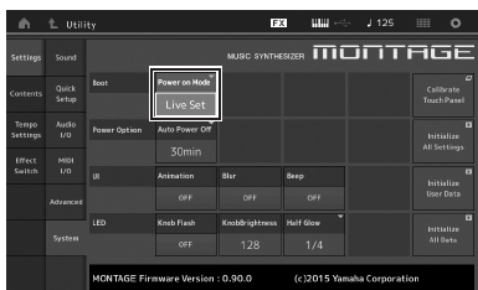 Utility
EX
♩ 125
Settings
Sound
MUSIC SYNTHESIZER MONTAGE
Contents
Quick Setup
Boot
Power on Mode
Live Set
Calibrate Touch Panel
Tempo Settings
Audio I/O
Power Option
Auto Power Off
30min
Initialize All Settings
Effect Switch
MIDI I/O
UI
Animation
OFF
Blur
OFF
Beep
OFF
Initialize User Data
Advanced
System
LED
Knob Flash
OFF
KnobBrightness
128
Half Glow
1/4
Initialize All Data
MONTAGE Firmware Version : 0.90.0 (c)2015 Yamaha Corporation